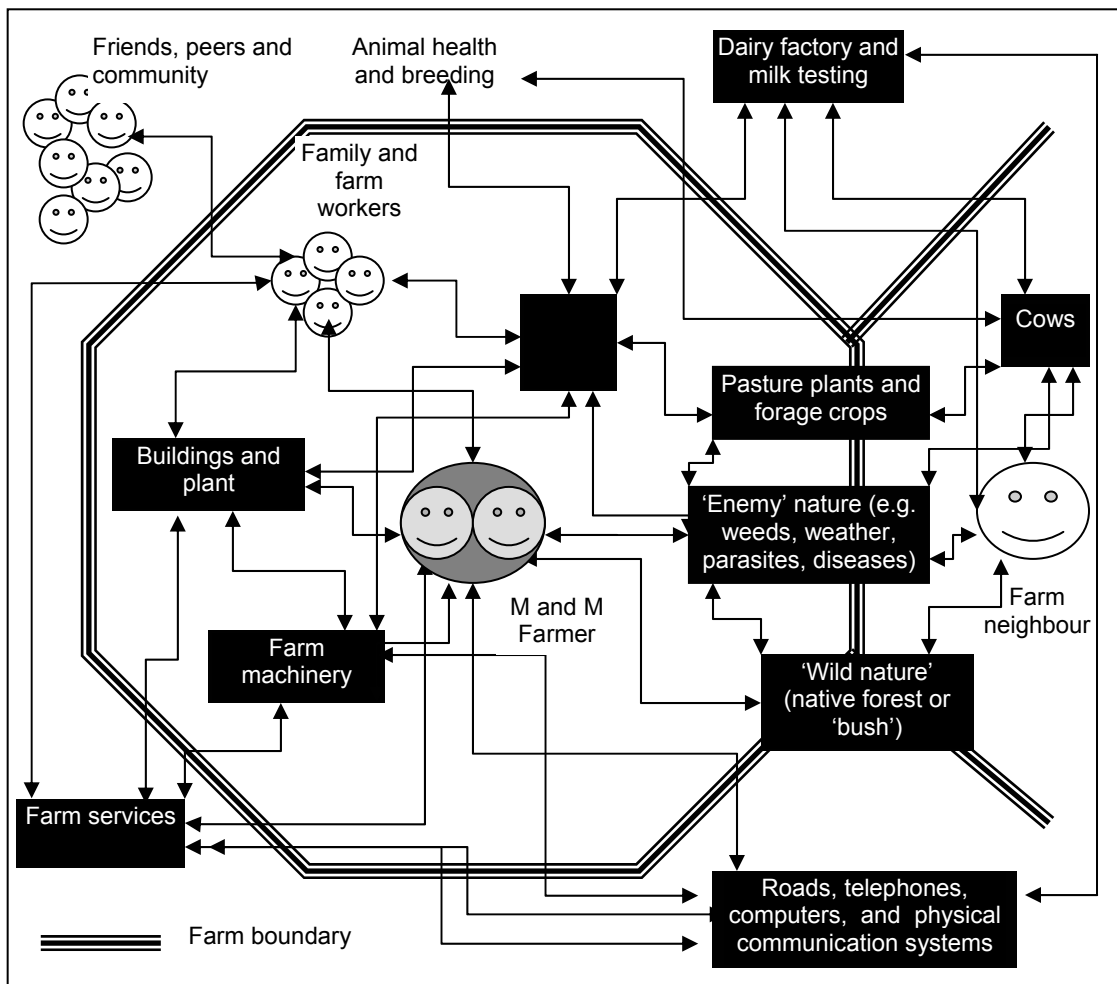 Friends, peers and
community
Animal health
and breeding
Dairy factory and
milk testing
Family and
farm
workers
Cows
Pasture plants and
forage crops
Buildings and
plant
‘Enemy’ nature (e.g.
weeds, weather,
parasites, diseases)
M and M
Farmer
Farm
neighbour
Farm
machinery
‘Wild nature’
(native forest or
‘bush’)
Farm services
Roads, telephones,
computers, and physical
communication systems
Farm boundary